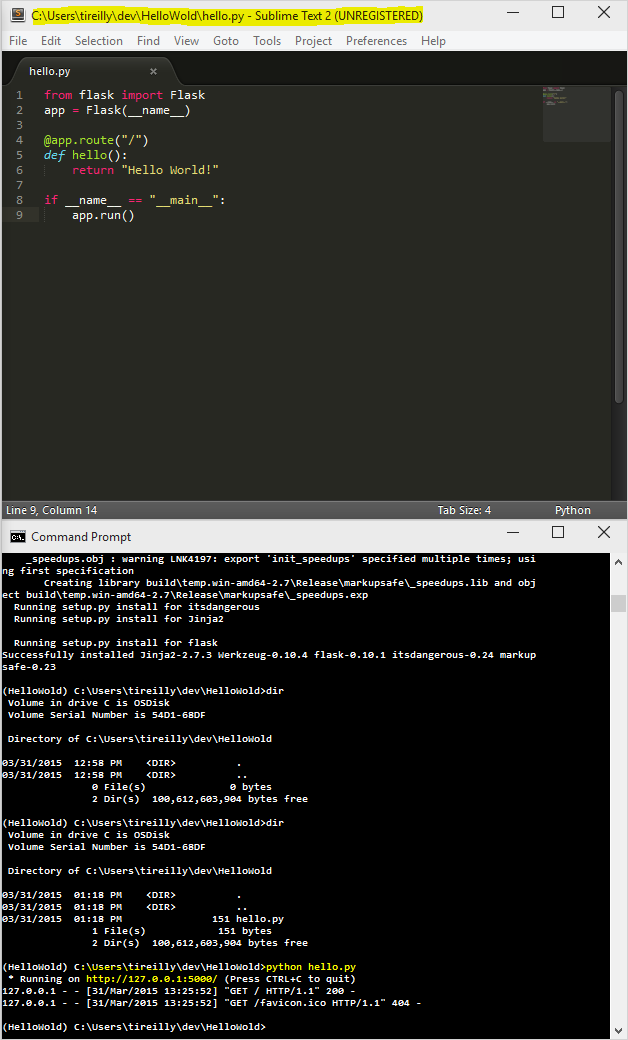 C:\Users\tireilly\dev\HelloWold\hello.py - Sublime Text 2 (UNREGISTERED)
File Edit Selection Find View Goto Tools Project Preferences Help
hello.py ×
1 from flask import Flask
2 app = Flask(__name__)
3
4 @app.route("/")
5 def hello():
6 return "Hello World!"
7
8 if __name__ == "__main__":
9 app.run()
Line 9, Column 14 Tab Size: 4 Python
Command Prompt
_speedups.obj : warning LNK4197: export 'init_speedups' specified multiple times; usi
ng first specification
Creating library build\temp.win-amd64-2.7\Release\markupsafe\_speedups.lib and obj
ect build\temp.win-amd64-2.7\Release\markupsafe\_speedups.exp
Running setup.py install for itsdangerous
Running setup.py install for Jinja2
Running setup.py install for flask
Successfully installed Jinja2-2.7.3 Werkzeug-0.10.4 flask-0.10.1 itsdangerous-0.24 markup
safe-0.23
(HelloWold) C:\Users\tireilly\dev\HelloWold>dir
Volume in drive C is OSDisk
Volume Serial Number is 54D1-68DF
Directory of C:\Users\tireilly\dev\HelloWold
03/31/2015 12:58 PM <DIR> .
03/31/2015 12:58 PM <DIR> ..
0 File(s) 0 bytes
2 Dir(s) 100,612,603,904 bytes free
(HelloWold) C:\Users\tireilly\dev\HelloWold>dir
Volume in drive C is OSDisk
Volume Serial Number is 54D1-68DF
Directory of C:\Users\tireilly\dev\HelloWold
03/31/2015 01:18 PM <DIR> .
03/31/2015 01:18 PM <DIR> ..
03/31/2015 01:18 PM 151 hello.py
1 File(s) 151 bytes
2 Dir(s) 100,612,603,904 bytes free
(HelloWold) C:\Users\tireilly\dev\HelloWold>python hello.py
* Running on http://127.0.0.1:5000/ (Press CTRL+C to quit)
127.0.0.1 - - [31/Mar/2015 13:25:52] "GET / HTTP/1.1" 200 -
127.0.0.1 - - [31/Mar/2015 13:25:52] "GET /favicon.ico HTTP/1.1" 404 -
(HelloWold) C:\Users\tireilly\dev\HelloWold>